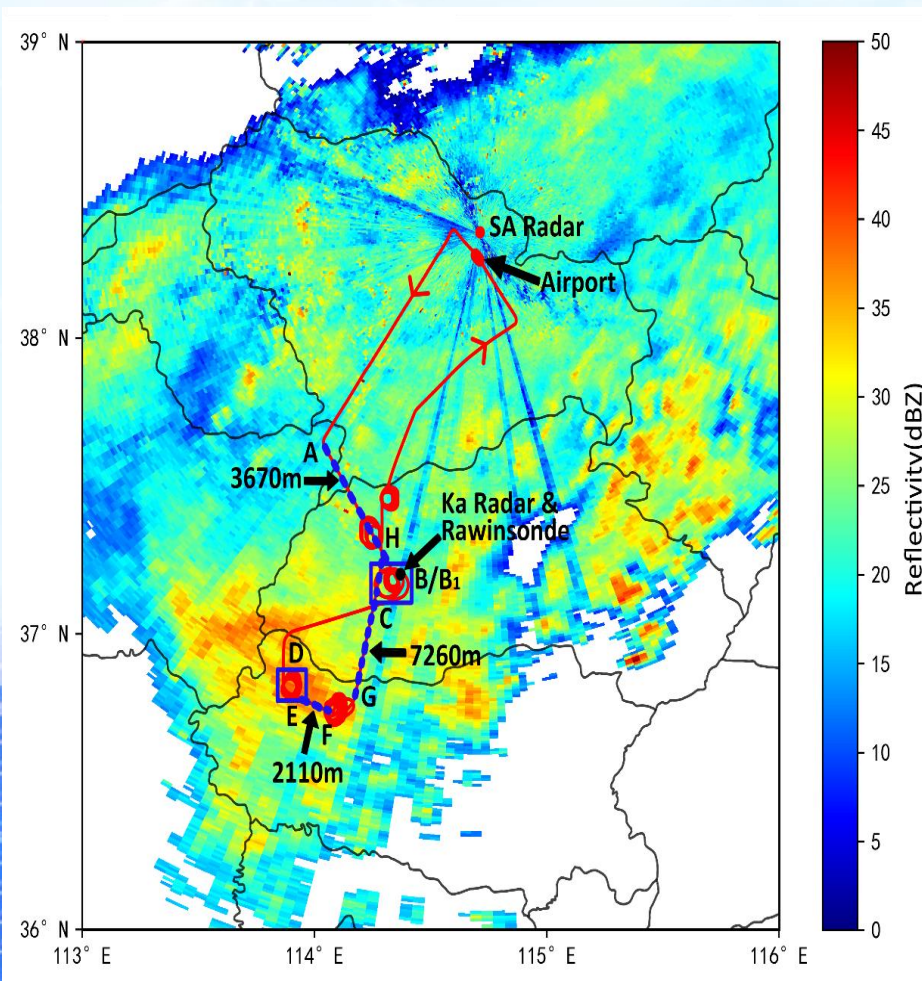 39° N
50
45
SA Radar
40
Airport
38° N
35
30
A
3670m
25
Ka Radar &
Rawinsonde
H
20
B/B₁
C
37° N
D
7260m
15
G
E
F
2110m
10
5
36° N
0
113° E
114° E
115° E
116° E
Reflectivity(dBZ)